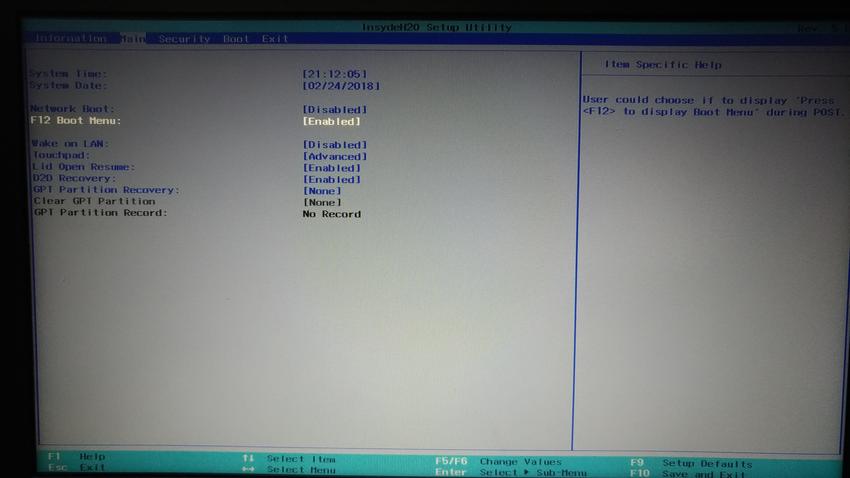 InsydeH20 Setup Utility Rev.
Information Main Security Boot Exit
Item Specific Help
System Time: [21:12:05]
System Date: [02/24/2018]
Network Boot: [Disabled]
F12 Boot Menu: [Enabled]
User could choose if to display 'Press
<F12> to display Boot Menu' during POST.
Wake on LAN: [Disabled]
Touchpad: [Advanced]
Lid Open Resume: [Enabled]
D2D Recovery: [Enabled]
GPT Partition Recovery: [None]
Clear GPT Partition [None]
GPT Partition Record: No Record
F1 Help ↑↓ Select Item F5/F6 Change Values F9 Setup Defaults
Esc Exit ←→ Select Menu Enter Select ▶ Sub-Menu F10 Save and Exit